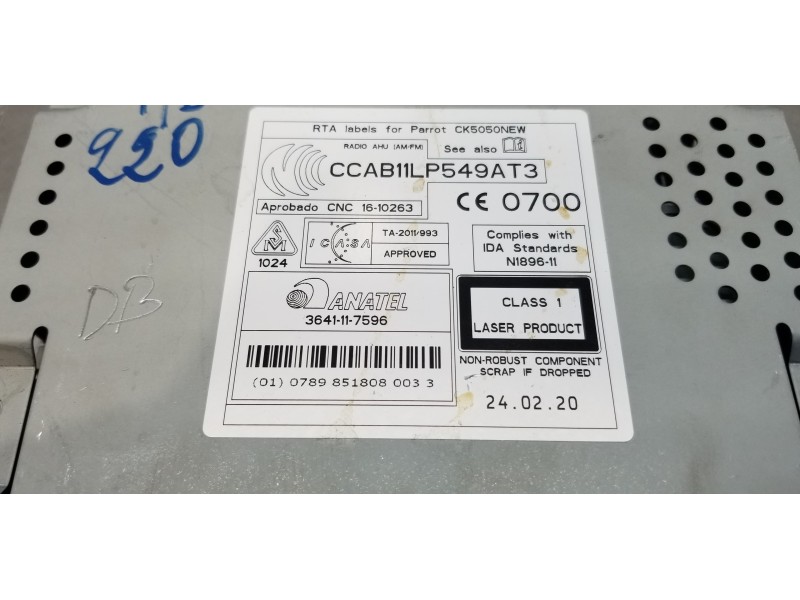 220
RTA labels for Parrot CK5050NEW
RADIO AHU (AM/FM)
See also
CCAB11LP549AT3
Aprobado CNC 16-10263
CE 0700
ICASA
TA-2011/993
APPROVED
Complies with
IDA Standards
N1896-11
SM
1024
ANATEL
3641-11-7596
CLASS 1
LASER PRODUCT
(01) 0789 851808 003 3
NON-ROBUST COMPONENT
SCRAP IF DROPPED
24.02.20
DB